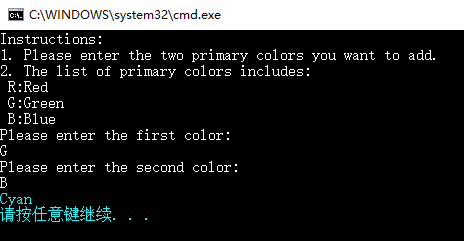 C:\WINDOWS\system32\cmd.exe
Instructions:
1. Please enter the two primary colors you want to add.
2. The list of primary colors includes:
R:Red
G:Green
B:Blue
Please enter the first color:
G
Please enter the second color:
B
Cyan
请按任意键继续. . .